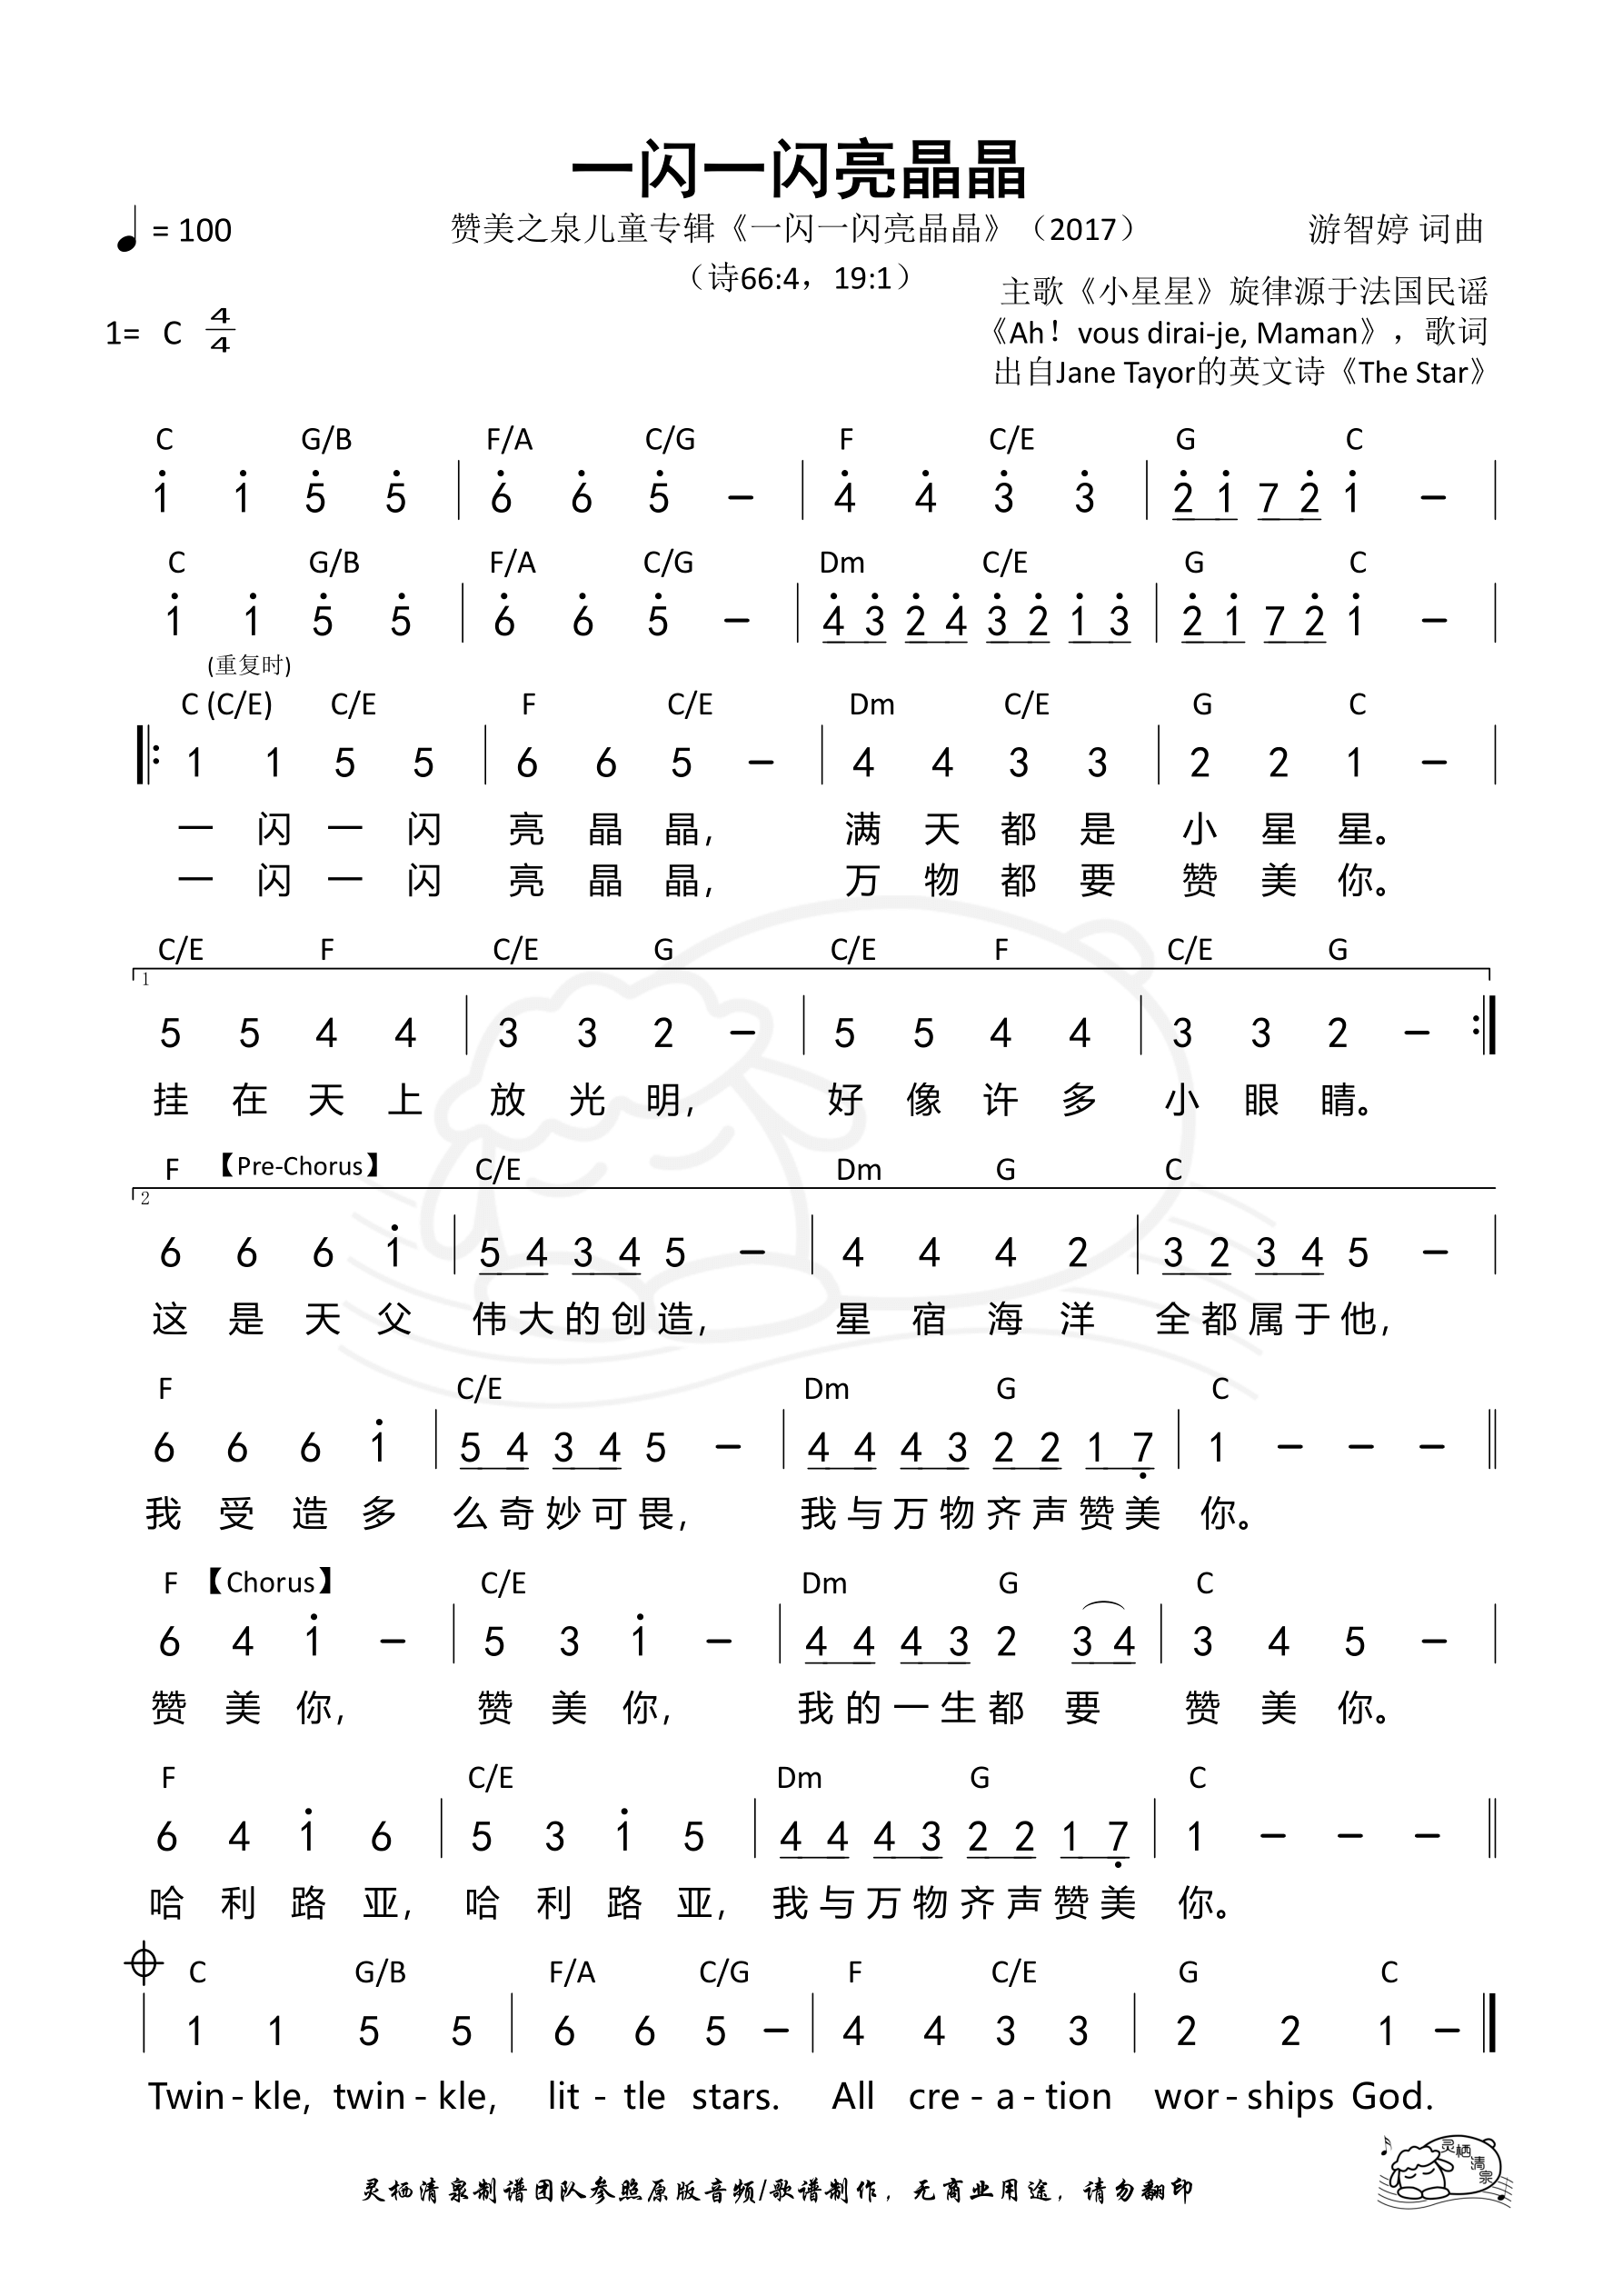 一闪一闪亮晶晶
♩ = 100
赞美之泉儿童专辑《一闪一闪亮晶晶》（2017）
游智婷 词曲
（诗66:4，19:1）
主歌《小星星》旋律源于法国民谣
1= C 4/4
《Ah！vous dirai-je, Maman》，歌词
出自Jane Tayor的英文诗《The Star》
C G/B F/A C/G F C/E G C
1̇ 1̇ 5̇ 5̇ | 6̇ 6̇ 5̇ – | 4̇ 4̇ 3̇ 3̇ | 2̇ 1̇ 7 2̇ 1̇ – |
C G/B F/A C/G Dm C/E G C
1̇ 1̇ 5̇ 5̇ | 6̇ 6̇ 5̇ – | 4̇ 3̇ 2̇ 4̇ 3̇ 2̇ 1̇ 3̇ | 2̇ 1̇ 7 2̇ 1̇ – |
(重复时)
C (C/E) C/E F C/E Dm C/E G C
‖: 1 1 5 5 | 6 6 5 – | 4 4 3 3 | 2 2 1 – |
一 闪 一 闪 亮 晶 晶, 满 天 都 是 小 星 星。
一 闪 一 闪 亮 晶 晶, 万 物 都 要 赞 美 你。
C/E F C/E G C/E F C/E G
1
5 5 4 4 | 3 3 2 – | 5 5 4 4 | 3 3 2 – :‖
挂 在 天 上 放 光 明, 好 像 许 多 小 眼 睛。
F 【Pre-Chorus】 C/E Dm G C
2
6 6 6 1̇ | 5 4 3 4 5 – | 4 4 4 2 | 3 2 3 4 5 – |
这 是 天 父 伟 大 的 创 造, 星 宿 海 洋 全 都 属 于 他,
F C/E Dm G C
6 6 6 1̇ | 5 4 3 4 5 – | 4 4 4 3 2 2 1 7̣ | 1 – – – ‖
我 受 造 多 么 奇 妙 可 畏, 我 与 万 物 齐 声 赞 美 你。
F 【Chorus】 C/E Dm G C
6 4 1̇ – | 5 3 1̇ – | 4 4 4 3 2 3 4 | 3 4 5 – |
赞 美 你, 赞 美 你, 我 的 一 生 都 要 赞 美 你。
F C/E Dm G C
6 4 1̇ 6 | 5 3 1̇ 5 | 4 4 4 3 2 2 1 7̣ | 1 – – – ‖
哈 利 路 亚, 哈 利 路 亚, 我 与 万 物 齐 声 赞 美 你。
C G/B F/A C/G F C/E G C
| 1 1 5 5 | 6 6 5 – | 4 4 3 3 | 2 2 1 – ‖
Twin - kle, twin - kle, lit - tle stars. All cre - a - tion wor - ships God.
灵栖清泉
灵栖清泉制谱团队参照原版音频/歌谱制作，无商业用途，请勿翻印